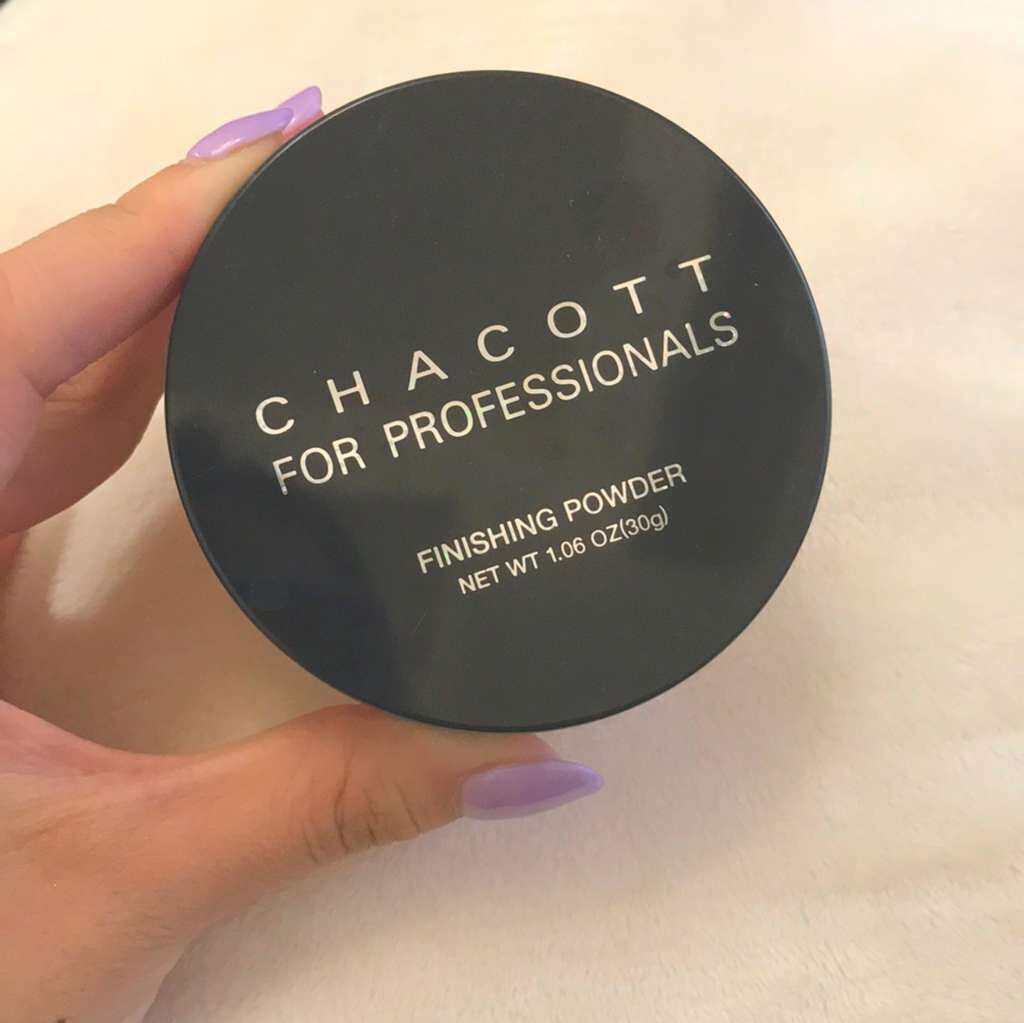 CHACOTT
FOR PROFESSIONALS
FINISHING POWDER
NET WT 1.06 OZ(30g)